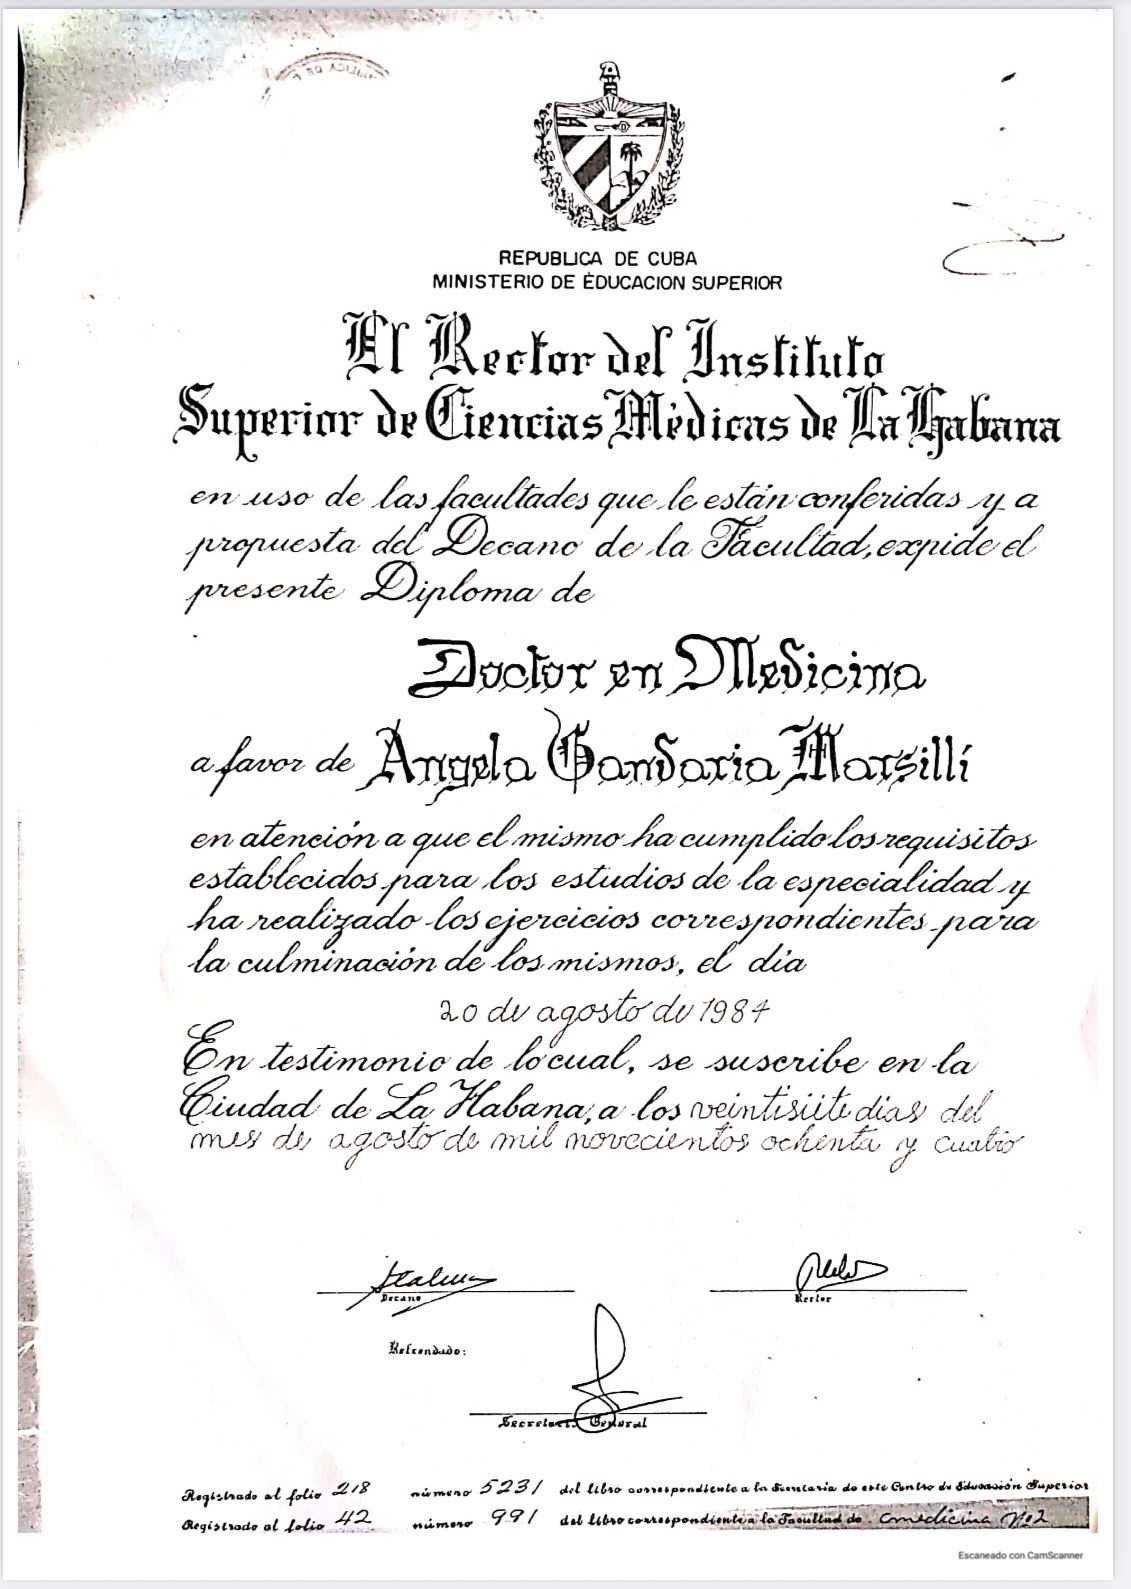 REPUBLICA DE CUBA
MINISTERIO DE EDUCACION SUPERIOR
El Rector del Instituto
Superior de Ciencias Médicas de La Habana
en uso de las facultades que le están conferidas y a
propuesta del Decano de la Facultad, expide el
presente Diploma de
Doctor en Medicina
a favor de Angela Gandaria Marsillí
en atención a que el mismo ha cumplido los requisitos
establecidos para los estudios de la especialidad y
ha realizado los ejercicios correspondientes para
la culminación de los mismos, el día
20 de agosto de 1984
En testimonio de lo cual, se suscribe en la
Ciudad de La Habana, a los veintisiete dias del
mes de agosto de mil novecientos ochenta y cuatro
Decano
Rector
Refrendado:
Secretario General
Registrado al folio 218 número 5231 del libro correspondiente a la Secretaria de este Centro de Educasión Superior
Registrado al folio 42 número 991 del libro correspondiente a la Facultad de medicina No2
Escaneado con CamScanner